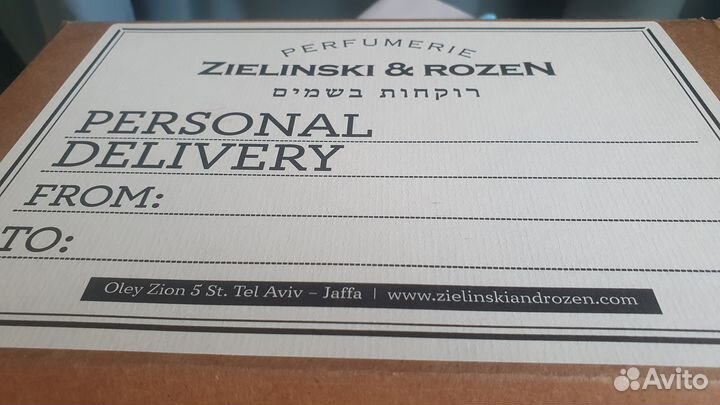 PERFUMERIE
ZIELINSKI & ROZEN
רוקחות בשמים
PERSONAL
DELIVERY
FROM:
TO:
Oley Zion 5 St. Tel Aviv – Jaffa | www.zielinskiandrozen.com
Avito